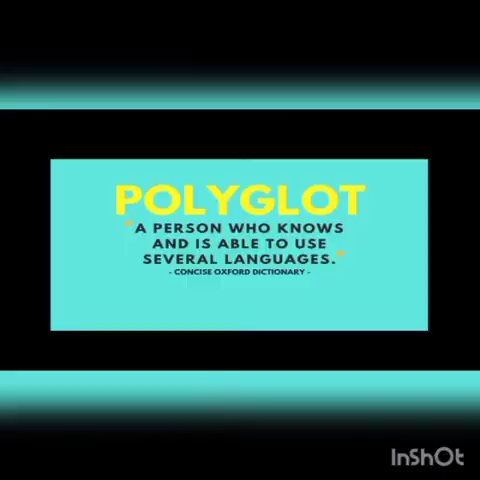 POLYGLOT
"A PERSON WHO KNOWS
AND IS ABLE TO USE
SEVERAL LANGUAGES."
- CONCISE OXFORD DICTIONARY -
InShOt